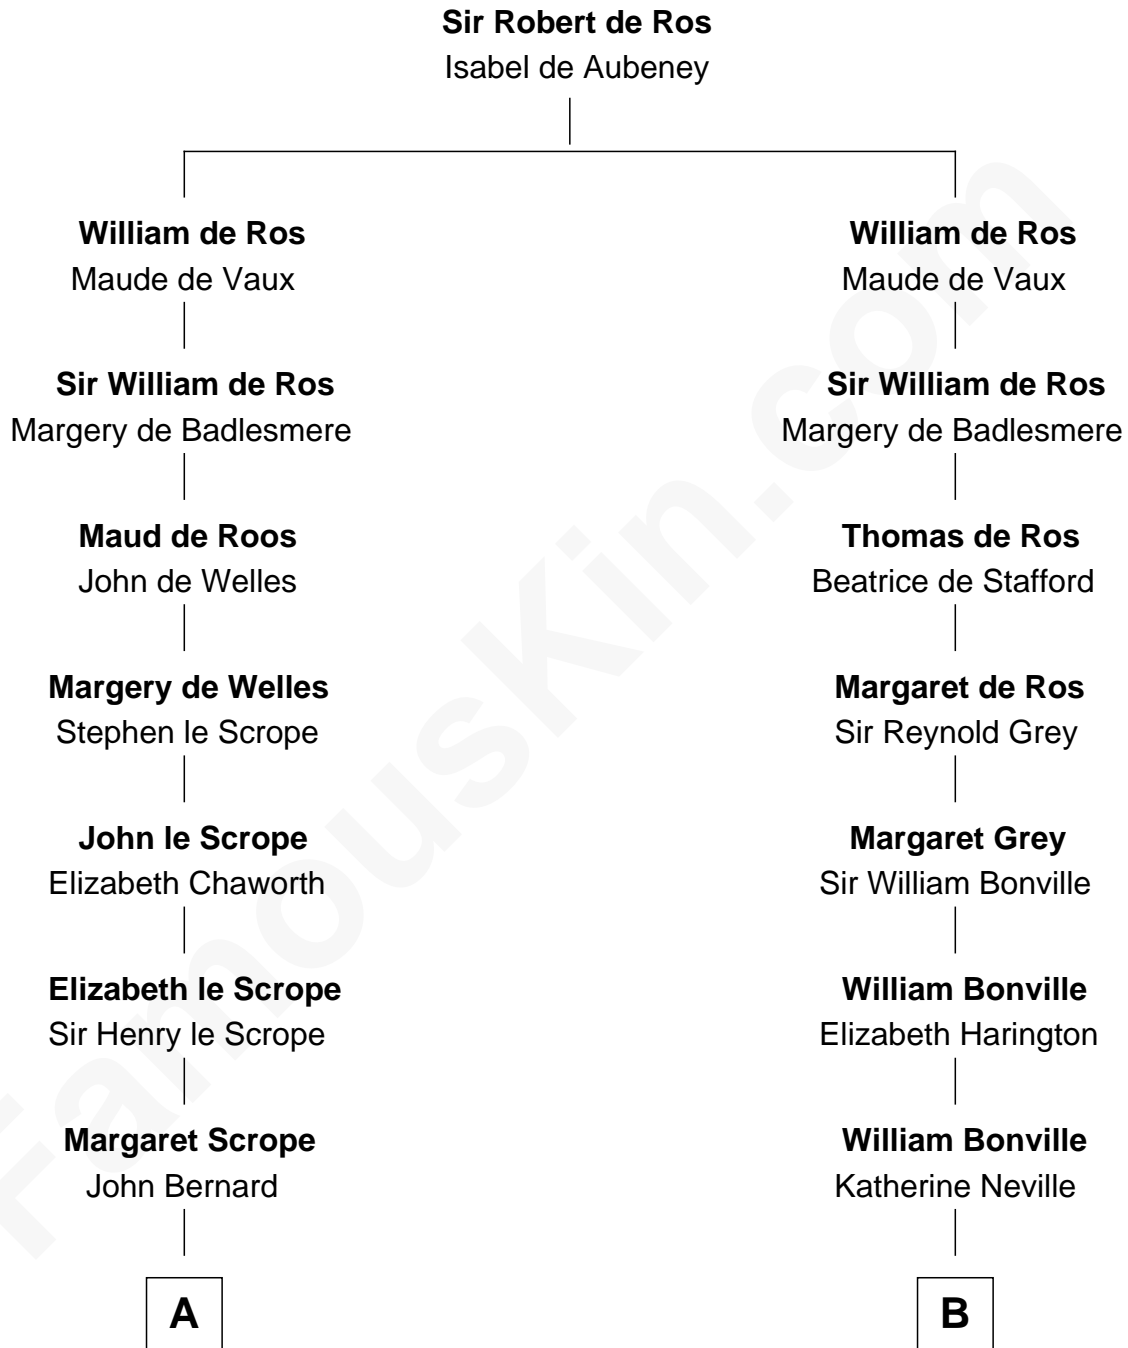 Sir Robert de Ros
Isabel de Aubeney
William de Ros
Maude de Vaux
Sir William de Ros
Margery de Badlesmere
Maud de Roos
John de Welles
Margery de Welles
Stephen le Scrope
John le Scrope
Elizabeth Chaworth
Elizabeth le Scrope
Sir Henry le Scrope
Margaret Scrope
John Bernard
A
William de Ros
Maude de Vaux
Sir William de Ros
Margery de Badlesmere
Thomas de Ros
Beatrice de Stafford
Margaret de Ros
Sir Reynold Grey
Margaret Grey
Sir William Bonville
William Bonville
Elizabeth Harington
William Bonville
Katherine Neville
B
FamousKin.com